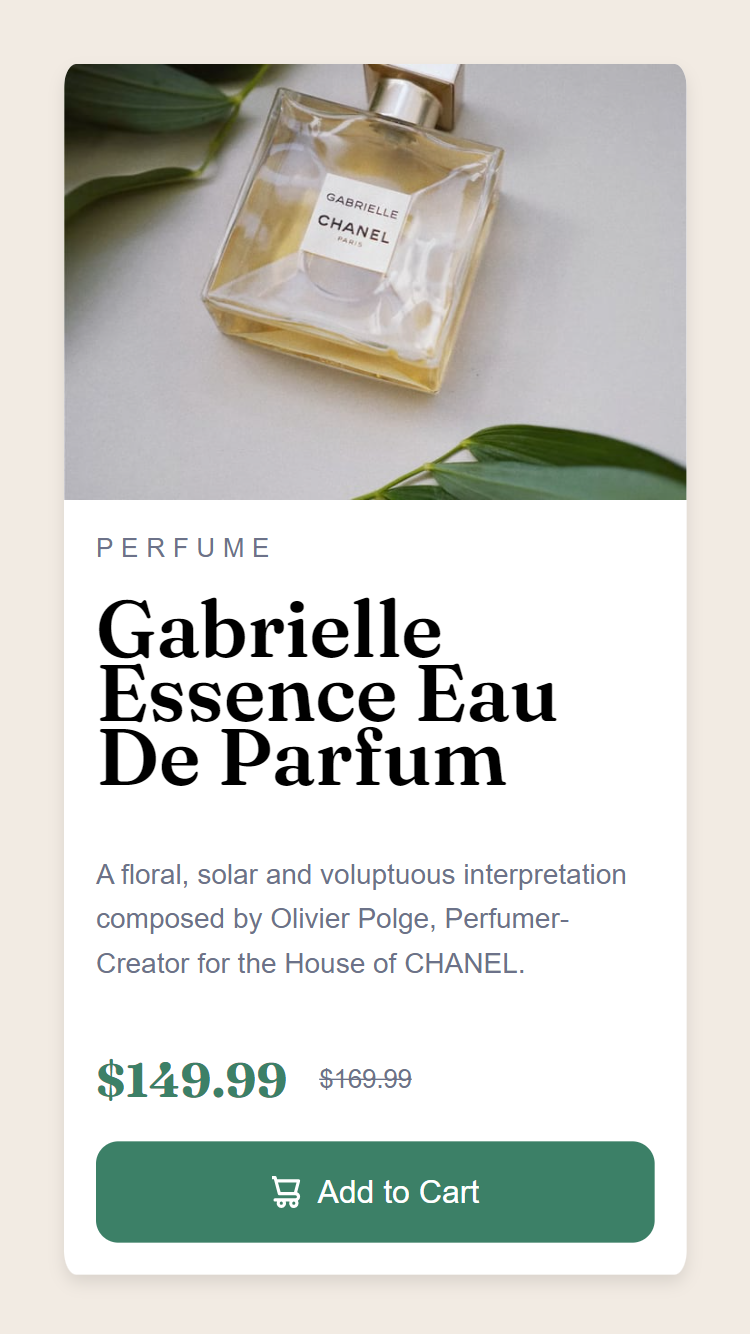 GABRIELLE
CHANEL
PARIS
PERFUME
Gabrielle
Essence Eau
De Parfum
A floral, solar and voluptuous interpretation
composed by Olivier Polge, Perfumer-
Creator for the House of CHANEL.
$149.99 $169.99
Add to Cart